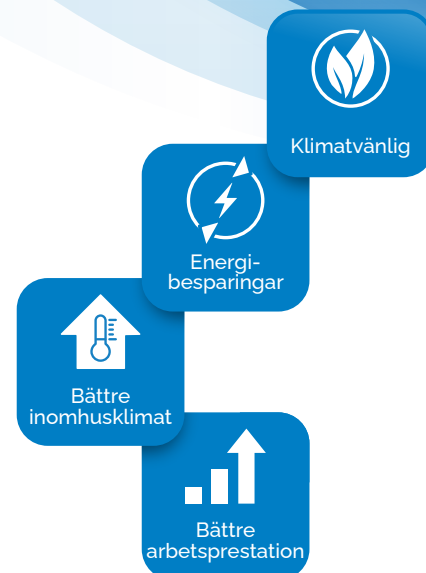 Klimatvänlig
Energi-
besparingar
Bättre
inomhusklimat
Bättre
arbetsprestation